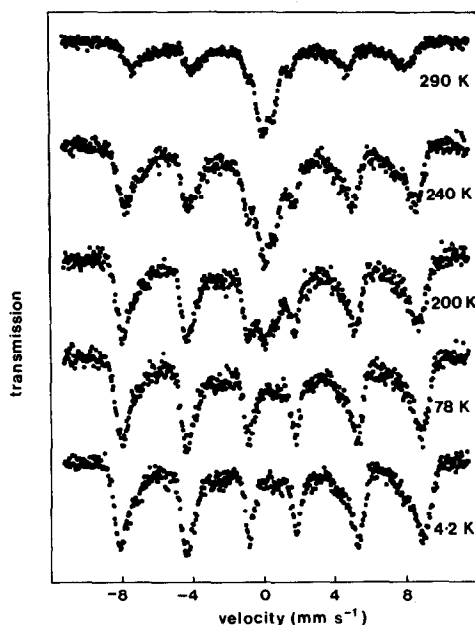 290 K
240 K
200 K
78 K
4·2 K
transmission
-8 -4 0 4 8
velocity (mm s⁻¹)